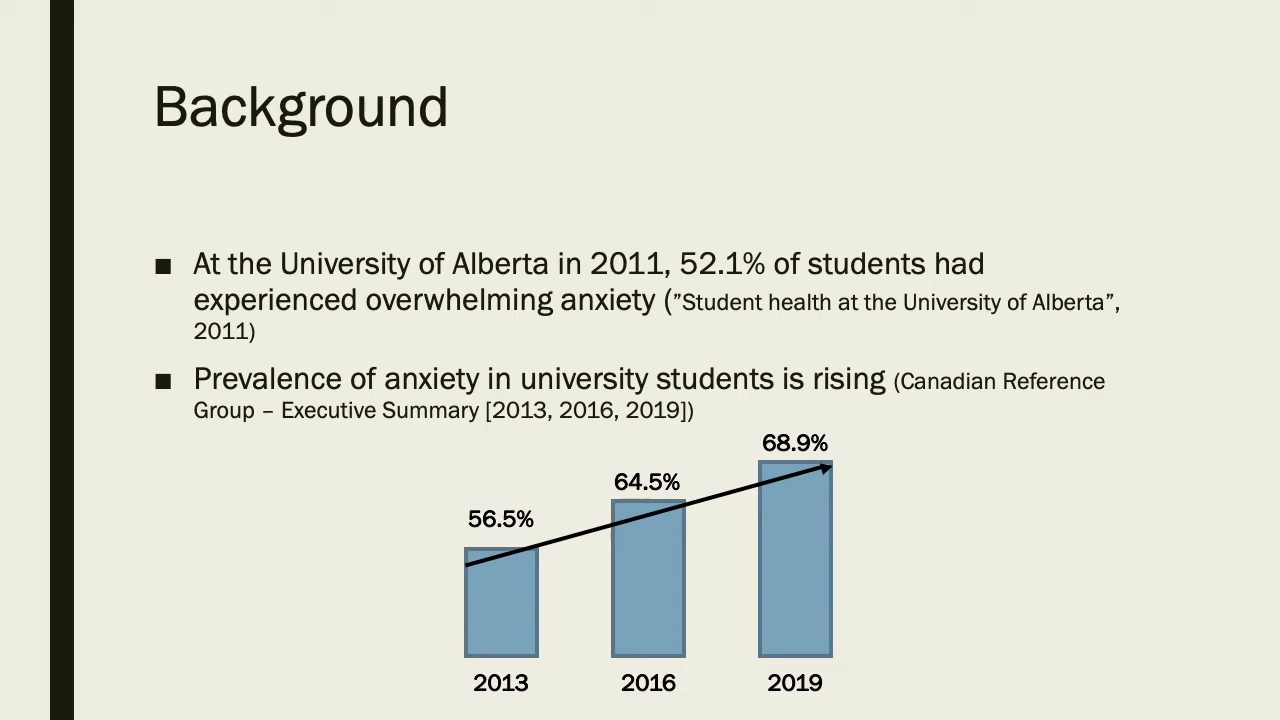 Background
■ At the University of Alberta in 2011, 52.1% of students had
experienced overwhelming anxiety (”Student health at the University of Alberta”,
2011)
■ Prevalence of anxiety in university students is rising (Canadian Reference
Group – Executive Summary [2013, 2016, 2019])
68.9%
64.5%
56.5%
2013 2016 2019